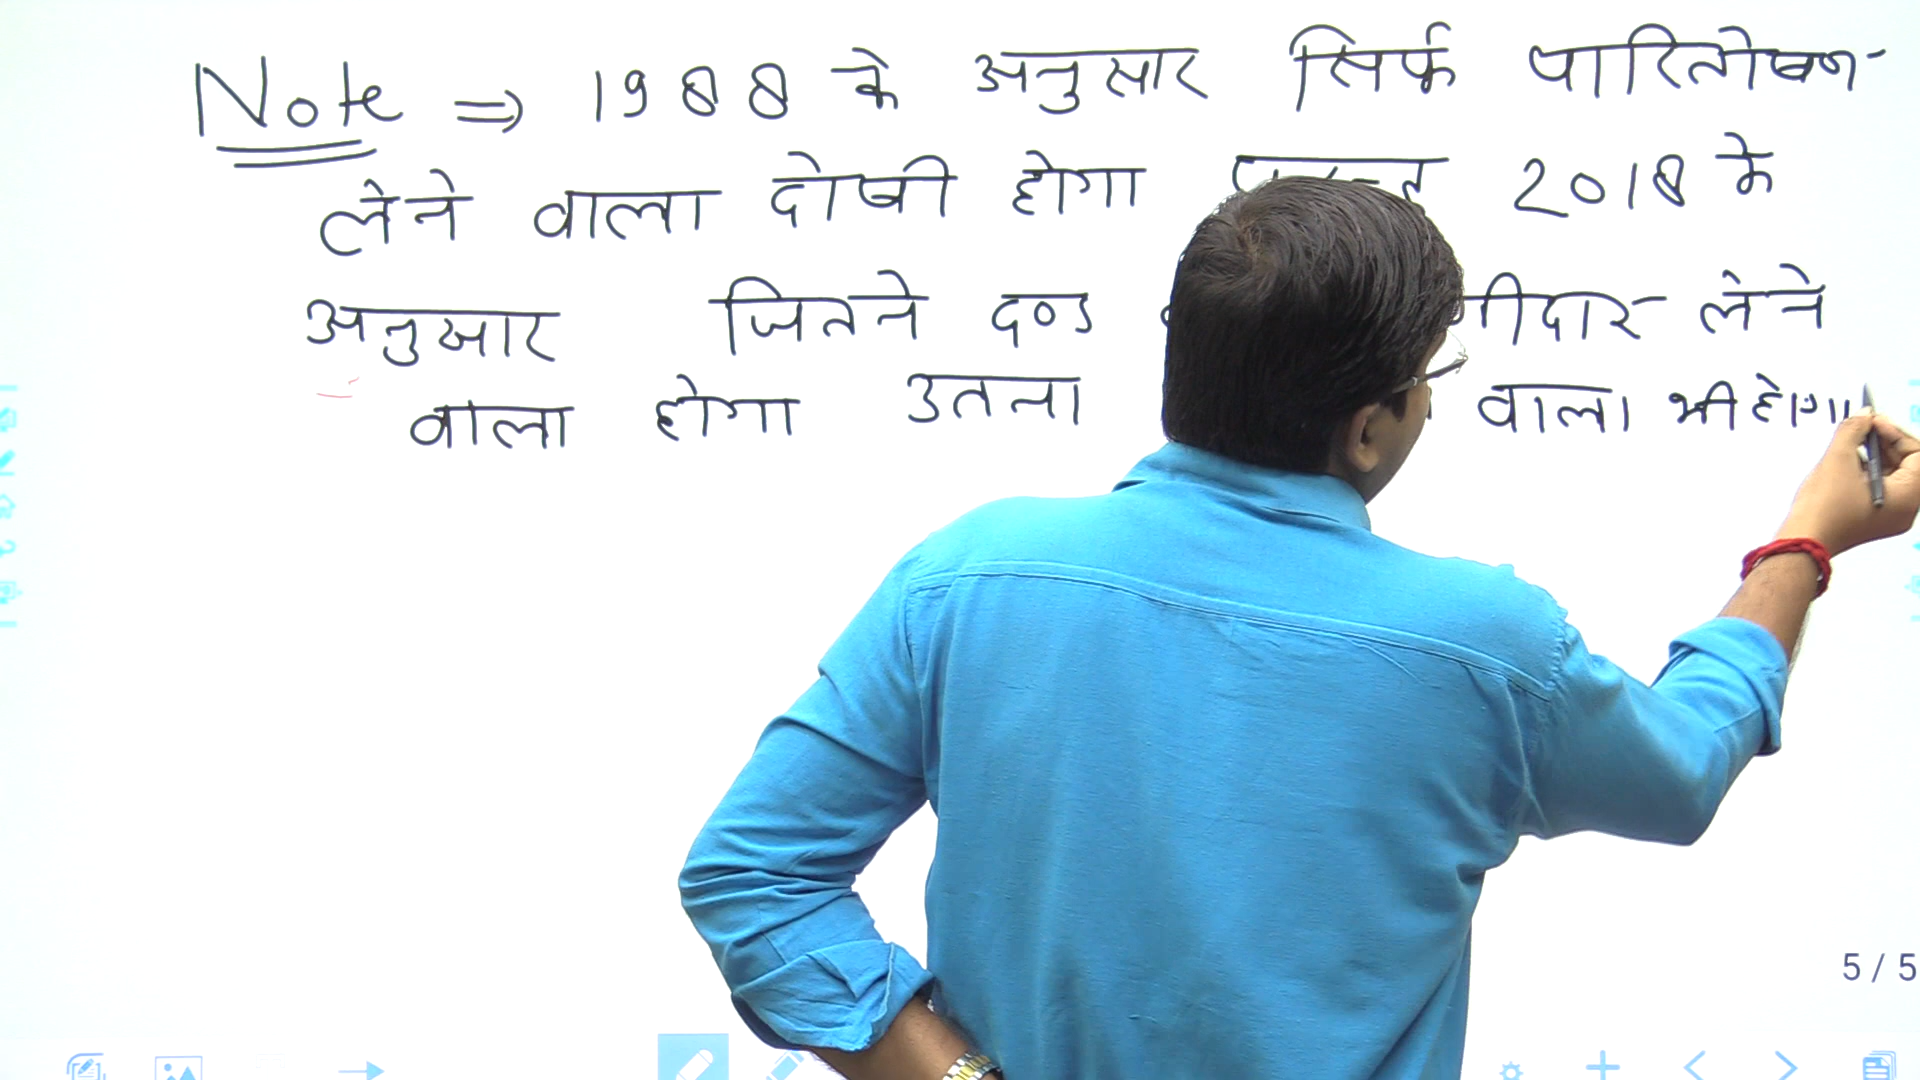 Note ⇒ 1988 के अनुसार सिर्फ पारितोषण
लेने वाला दोषी होगा 2018 के
अनुसार जितने दण्ड लेने
वाला होगा उतना वाला भी होगा
5 / 5